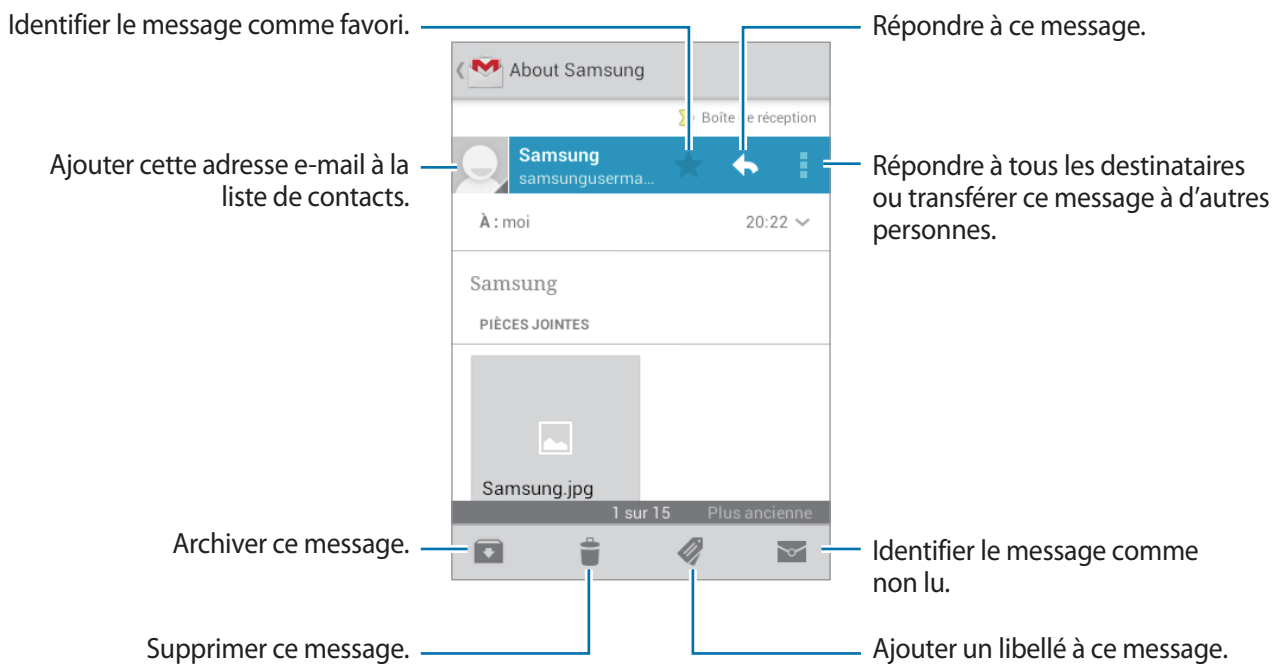 Identifier le message comme favori.
Répondre à ce message.
About Samsung
Boîte de réception
Ajouter cette adresse e-mail à la
liste de contacts.
Samsung
samsunguserma...
Répondre à tous les destinataires
ou transférer ce message à d'autres
personnes.
À : moi
20:22
Samsung
PIÈCES JOINTES
Samsung.jpg
1 sur 15
Plus ancienne
Archiver ce message.
Identifier le message comme
non lu.
Supprimer ce message.
Ajouter un libellé à ce message.